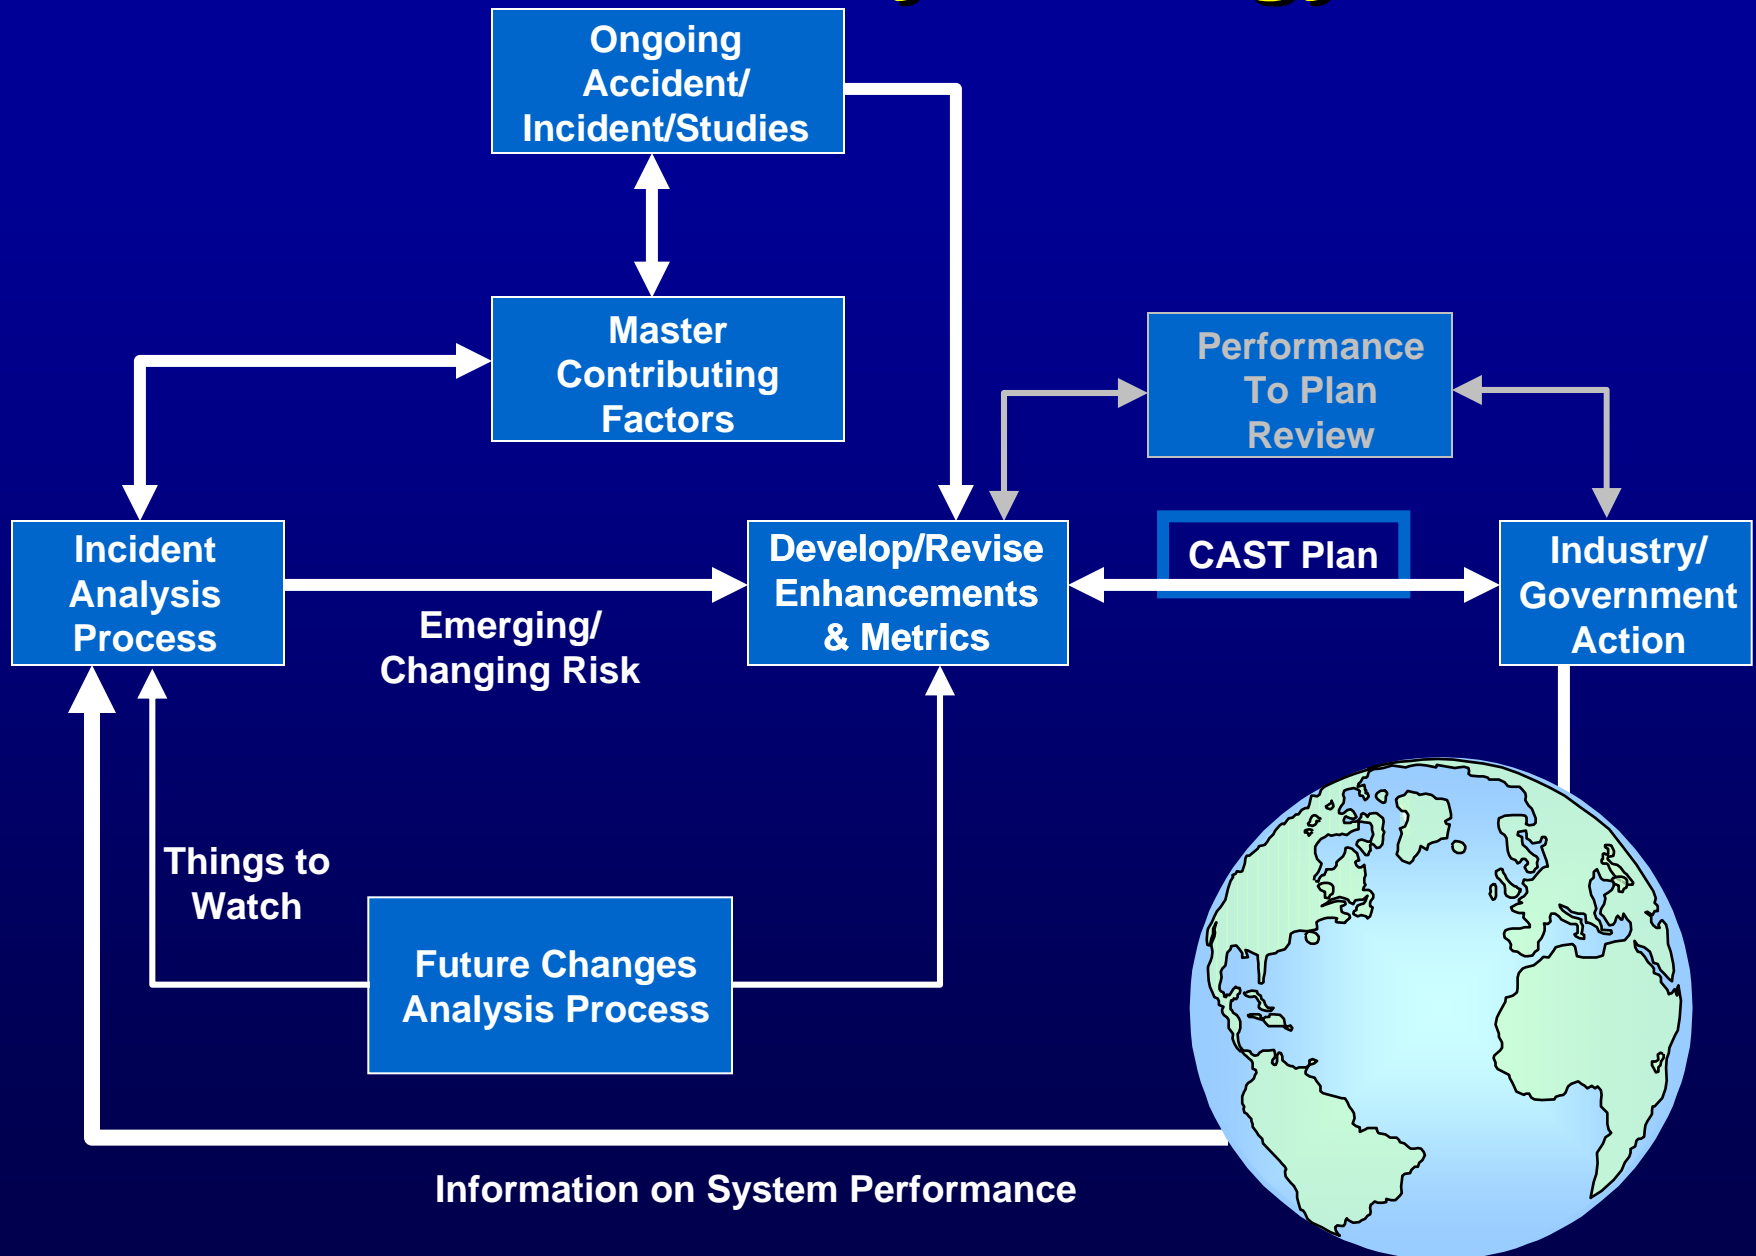 Ongoing
Accident/
Incident/Studies
Master
Contributing
Factors
Performance
To Plan
Review
Incident
Analysis
Process
Develop/Revise
Enhancements
& Metrics
CAST Plan
Industry/
Government
Action
Emerging/
Changing Risk
Things to
Watch
Future Changes
Analysis Process
Information on System Performance